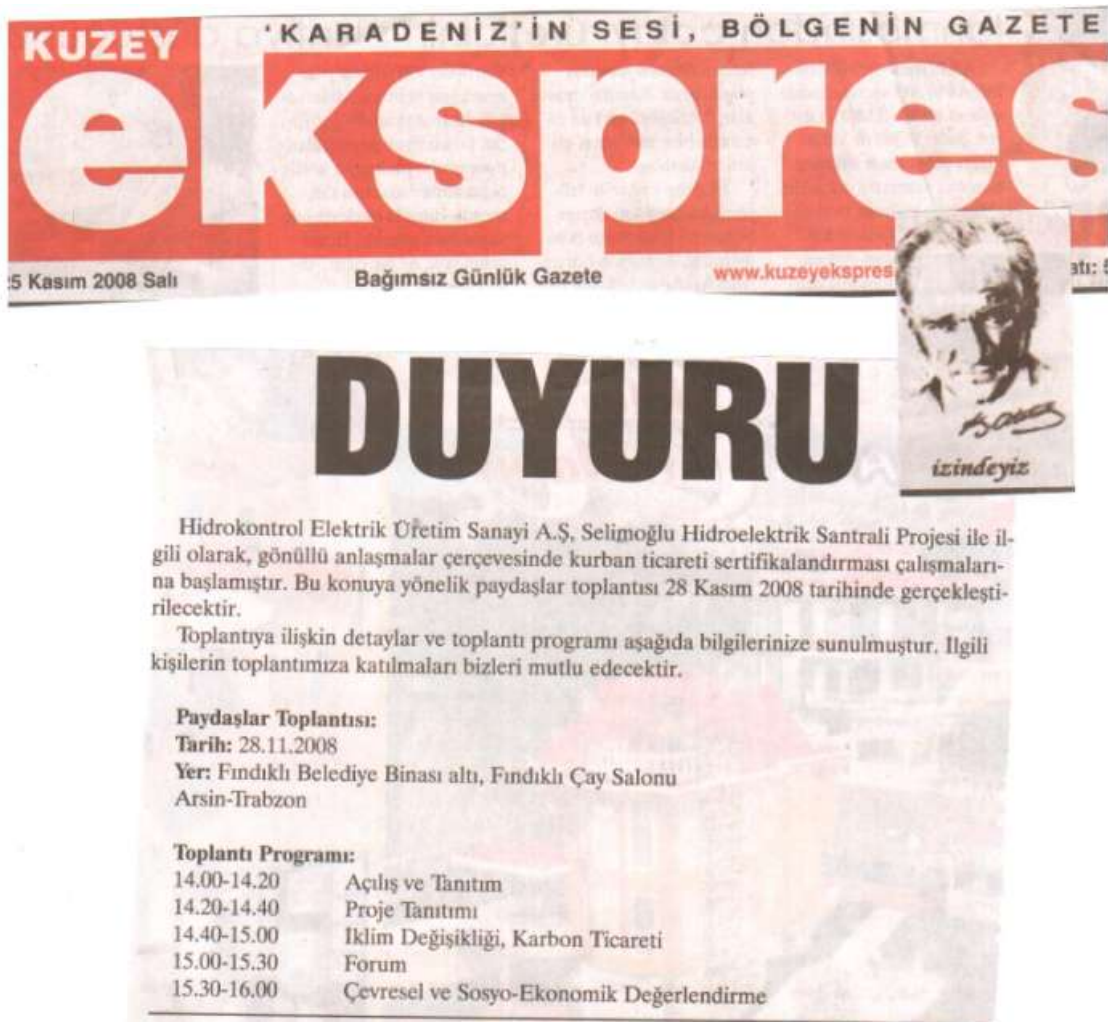 KUZEY
'KARADENİZ'İN SESİ, BÖLGENİN GAZETE
ekspres
5 Kasım 2008 Salı
Bağımsız Günlük Gazete
www.kuzeyekspres.
atı: 5
DUYURU
izindeyiz
Hidrokontrol Elektrik Üretim Sanayi A.Ş, Selimoğlu Hidroelektrik Santrali Projesi ile il-
gili olarak, gönüllü anlaşmalar çerçevesinde kurban ticareti sertifikalandırması çalışmaları-
na başlamıştır. Bu konuya yönelik paydaşlar toplantısı 28 Kasım 2008 tarihinde gerçekleşti-
rilecektir.
Toplantıya ilişkin detaylar ve toplantı programı aşağıda bilgilerinize sunulmuştur. Ilgili
kişilerin toplantımıza katılmaları bizleri mutlu edecektir.
Paydaşlar Toplantısı:
Tarih: 28.11.2008
Yer: Fındıklı Belediye Binası altı, Fındıklı Çay Salonu
Arsin-Trabzon
Toplantı Programı:
14.00-14.20 Açılış ve Tanıtım
14.20-14.40 Proje Tanıtımı
14.40-15.00 Iklim Değişikliği, Karbon Ticareti
15.00-15.30 Forum
15.30-16.00 Çevresel ve Sosyo-Ekonomik Değerlendirme